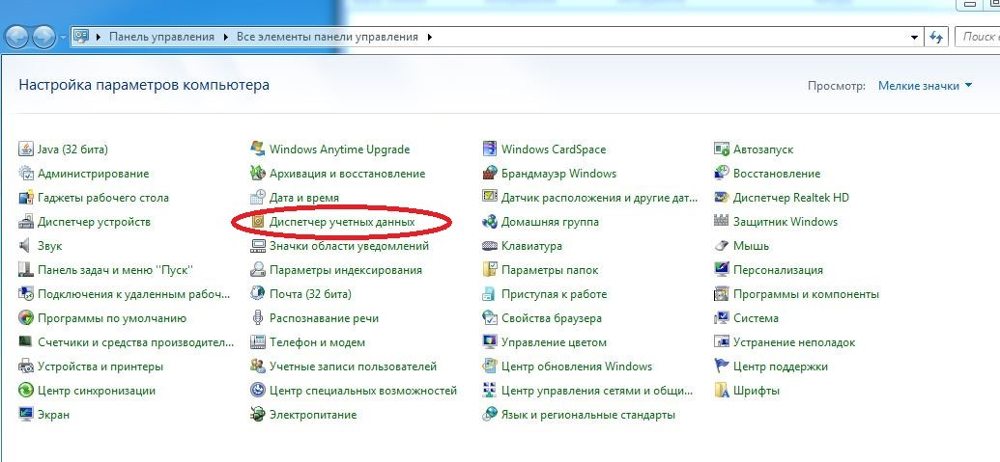 Панель управления Все элементы панели управления
Настройка параметров компьютера
Просмотр: Мелкие значки
Java (32 бита) Windows Anytime Upgrade Windows CardSpace Автозапуск
Администрирование Архивация и восстановление Брандмауэр Windows Восстановление
Гаджеты рабочего стола Дата и время Датчик расположения и другие дат... Диспетчер Realtek HD
Диспетчер устройств Диспетчер учетных данных Домашняя группа Защитник Windows
Звук Значки области уведомлений Клавиатура Мышь
Панель задач и меню ''Пуск'' Параметры индексирования Параметры папок Персонализация
Подключения к удаленным рабоч... Почта (32 бита) Приступая к работе Программы и компоненты
Программы по умолчанию Распознавание речи Свойства браузера Система
Счетчики и средства производител... Телефон и модем Управление цветом Устранение неполадок
Устройства и принтеры Учетные записи пользователей Центр обновления Windows Центр поддержки
Центр синхронизации Центр специальных возможностей Центр управления сетями и общи... Шрифты
Экран Электропитание Язык и региональные стандарты